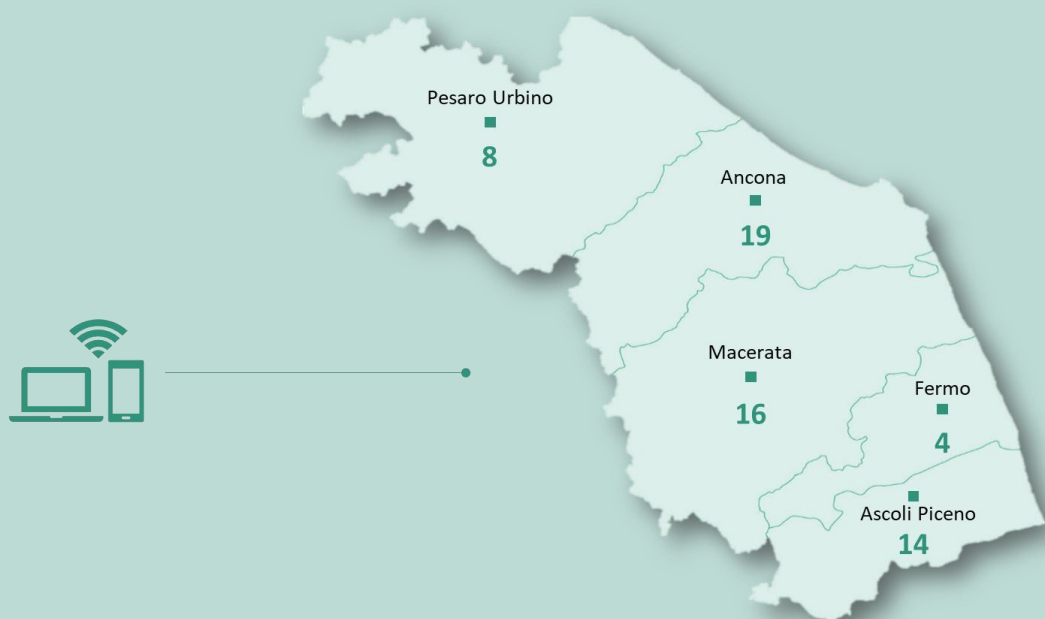 Pesaro Urbino
8
Ancona
19
Macerata
16
Fermo
4
Ascoli Piceno
14